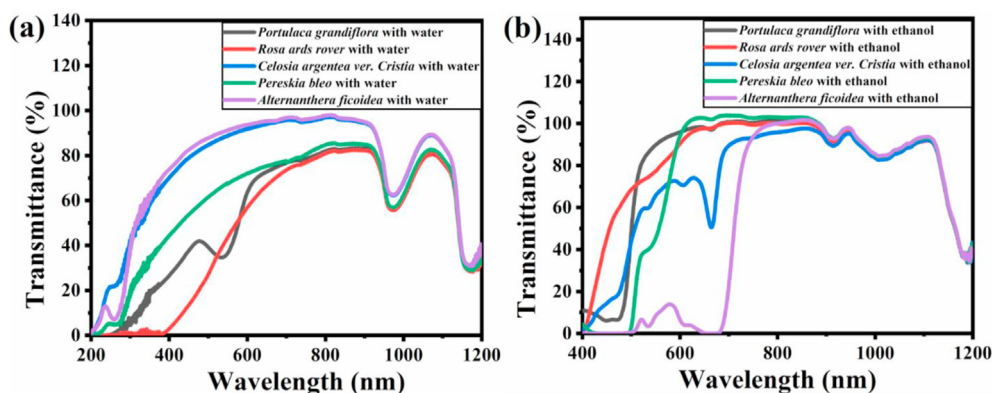 (a)
Portulaca grandiflora with water
Rosa ards rover with water
Celosia argentea ver. Cristia with water
Pereskia bleo with water
Alternanthera ficoidea with water
Transmittance (%)
140
120
100
80
60
40
20
0
200
400
600
800
1000
1200
Wavelength (nm)
(b)
Portulaca grandiflora with ethanol
Rosa ards rover with ethanol
Celosia argentea ver. Cristia with ethanol
Pereskia bleo with ethanol
Alternanthera ficoidea with ethanol
Transmittance (%)
140
120
100
80
60
40
20
0
400
600
800
1000
1200
Wavelength (nm)